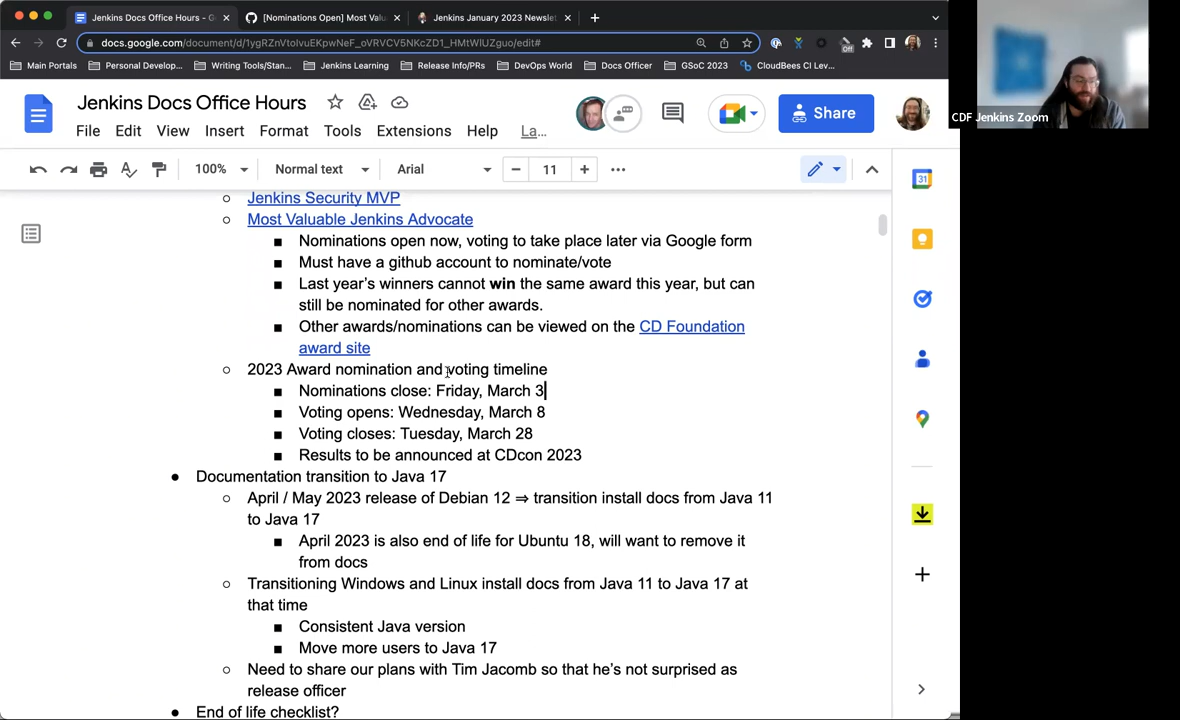 Jenkins Docs Office Hours - G
[Nominations Open] Most Valu
Jenkins January 2023 Newslet
docs.google.com/document/d/1ygRZnVtoIvuEKpwNeF_oVRVCV5NKcZD1_HMtWlUZguo/edit#
Off
Main Portals
Personal Develop...
Writing Tools/Stan...
Jenkins Learning
Release Info/PRs
DevOps World
Docs Officer
GSoC 2023
CloudBees CI Lev...
CDF Jenkins Zoom
Jenkins Docs Office Hours
Share
File Edit View Insert Format Tools Extensions Help La...
100% Normal text Arial 11
31
Jenkins Security MVP
Most Valuable Jenkins Advocate
Nominations open now, voting to take place later via Google form
Must have a github account to nominate/vote
Last year's winners cannot win the same award this year, but can
still be nominated for other awards.
Other awards/nominations can be viewed on the CD Foundation
award site
2023 Award nomination and voting timeline
Nominations close: Friday, March 3
Voting opens: Wednesday, March 8
Voting closes: Tuesday, March 28
Results to be announced at CDcon 2023
Documentation transition to Java 17
April / May 2023 release of Debian 12 ⇒ transition install docs from Java 11
to Java 17
April 2023 is also end of life for Ubuntu 18, will want to remove it
from docs
Transitioning Windows and Linux install docs from Java 11 to Java 17 at
that time
Consistent Java version
Move more users to Java 17
Need to share our plans with Tim Jacomb so that he's not surprised as
release officer
End of life checklist?